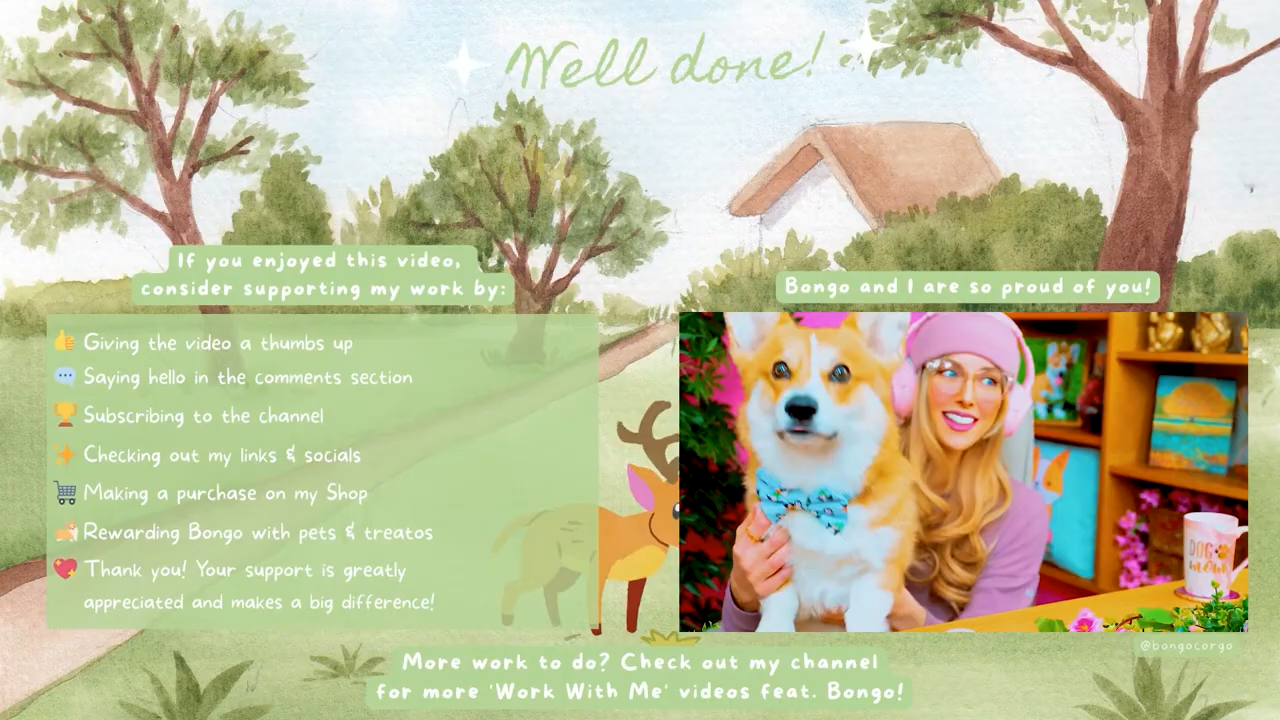 Well done!
If you enjoyed this video,
consider supporting my work by:
Giving the video a thumbs up
Saying hello in the comments section
Subscribing to the channel
Checking out my links & socials
Making a purchase on my Shop
Rewarding Bongo with pets & treatos
Thank you! Your support is greatly
appreciated and makes a big difference!
Bongo and I are so proud of you!
DOG
@bongocorgo
More work to do? Check out my channel
for more 'Work With Me' videos feat. Bongo!